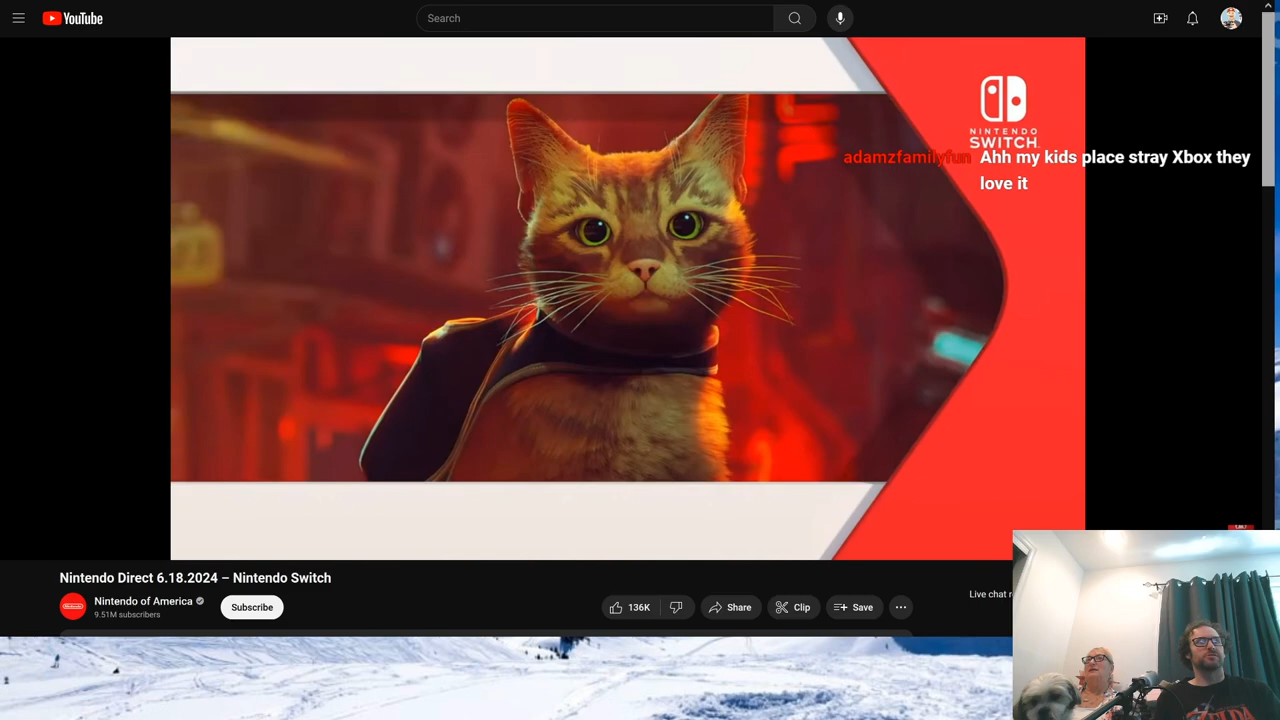 YouTube
Search
NINTENDO
SWITCH
adamzfamilyfun Ahh my kids place stray Xbox they
love it
Nintendo Direct 6.18.2024 – Nintendo Switch
Nintendo of America
9.51M subscribers
Subscribe
136K
Share
Clip
Save
Live chat
ZELDA